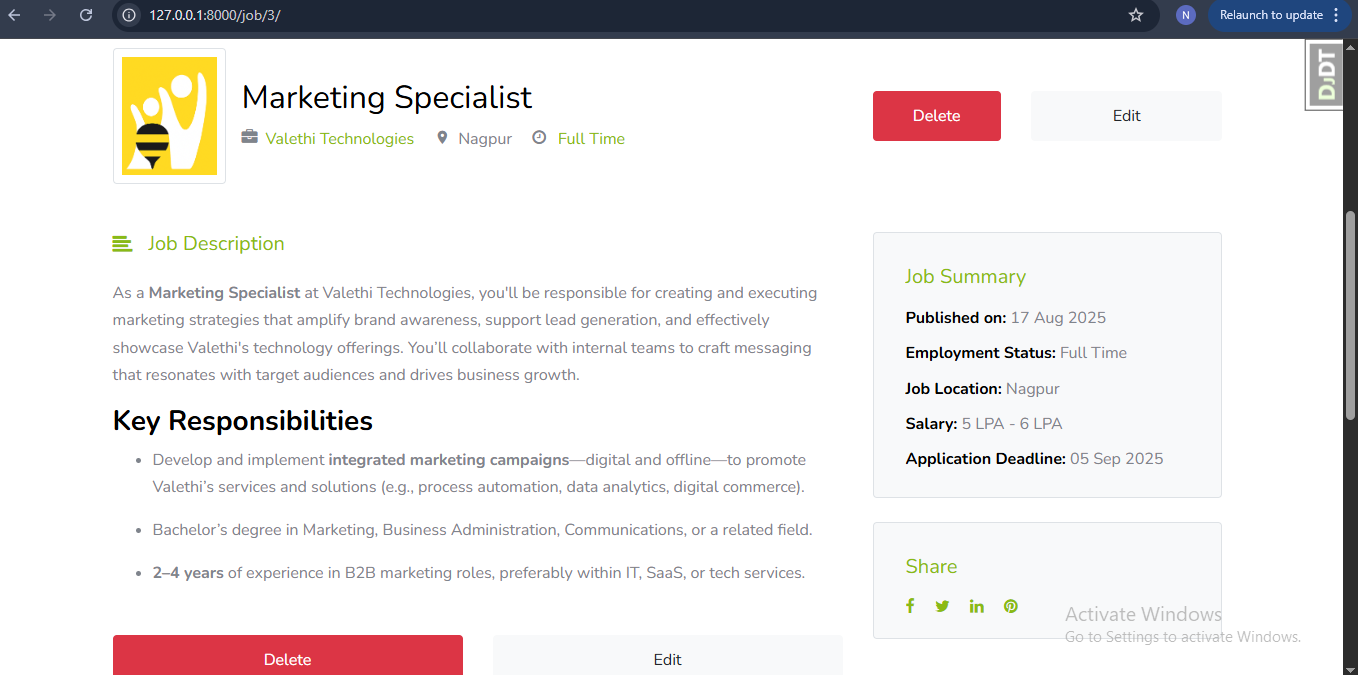 127.0.0.1:8000/job/3/
N
Relaunch to update
DJDT
Marketing Specialist
Valethi Technologies Nagpur Full Time
Delete
Edit
Job Description
As a Marketing Specialist at Valethi Technologies, you'll be responsible for creating and executing
marketing strategies that amplify brand awareness, support lead generation, and effectively
showcase Valethi's technology offerings. You’ll collaborate with internal teams to craft messaging
that resonates with target audiences and drives business growth.
Key Responsibilities
• Develop and implement integrated marketing campaigns—digital and offline—to promote
Valethi’s services and solutions (e.g., process automation, data analytics, digital commerce).
• Bachelor’s degree in Marketing, Business Administration, Communications, or a related field.
• 2–4 years of experience in B2B marketing roles, preferably within IT, SaaS, or tech services.
Delete
Edit
Job Summary
Published on: 17 Aug 2025
Employment Status: Full Time
Job Location: Nagpur
Salary: 5 LPA - 6 LPA
Application Deadline: 05 Sep 2025
Share
Activate Windows
Go to Settings to activate Windows.